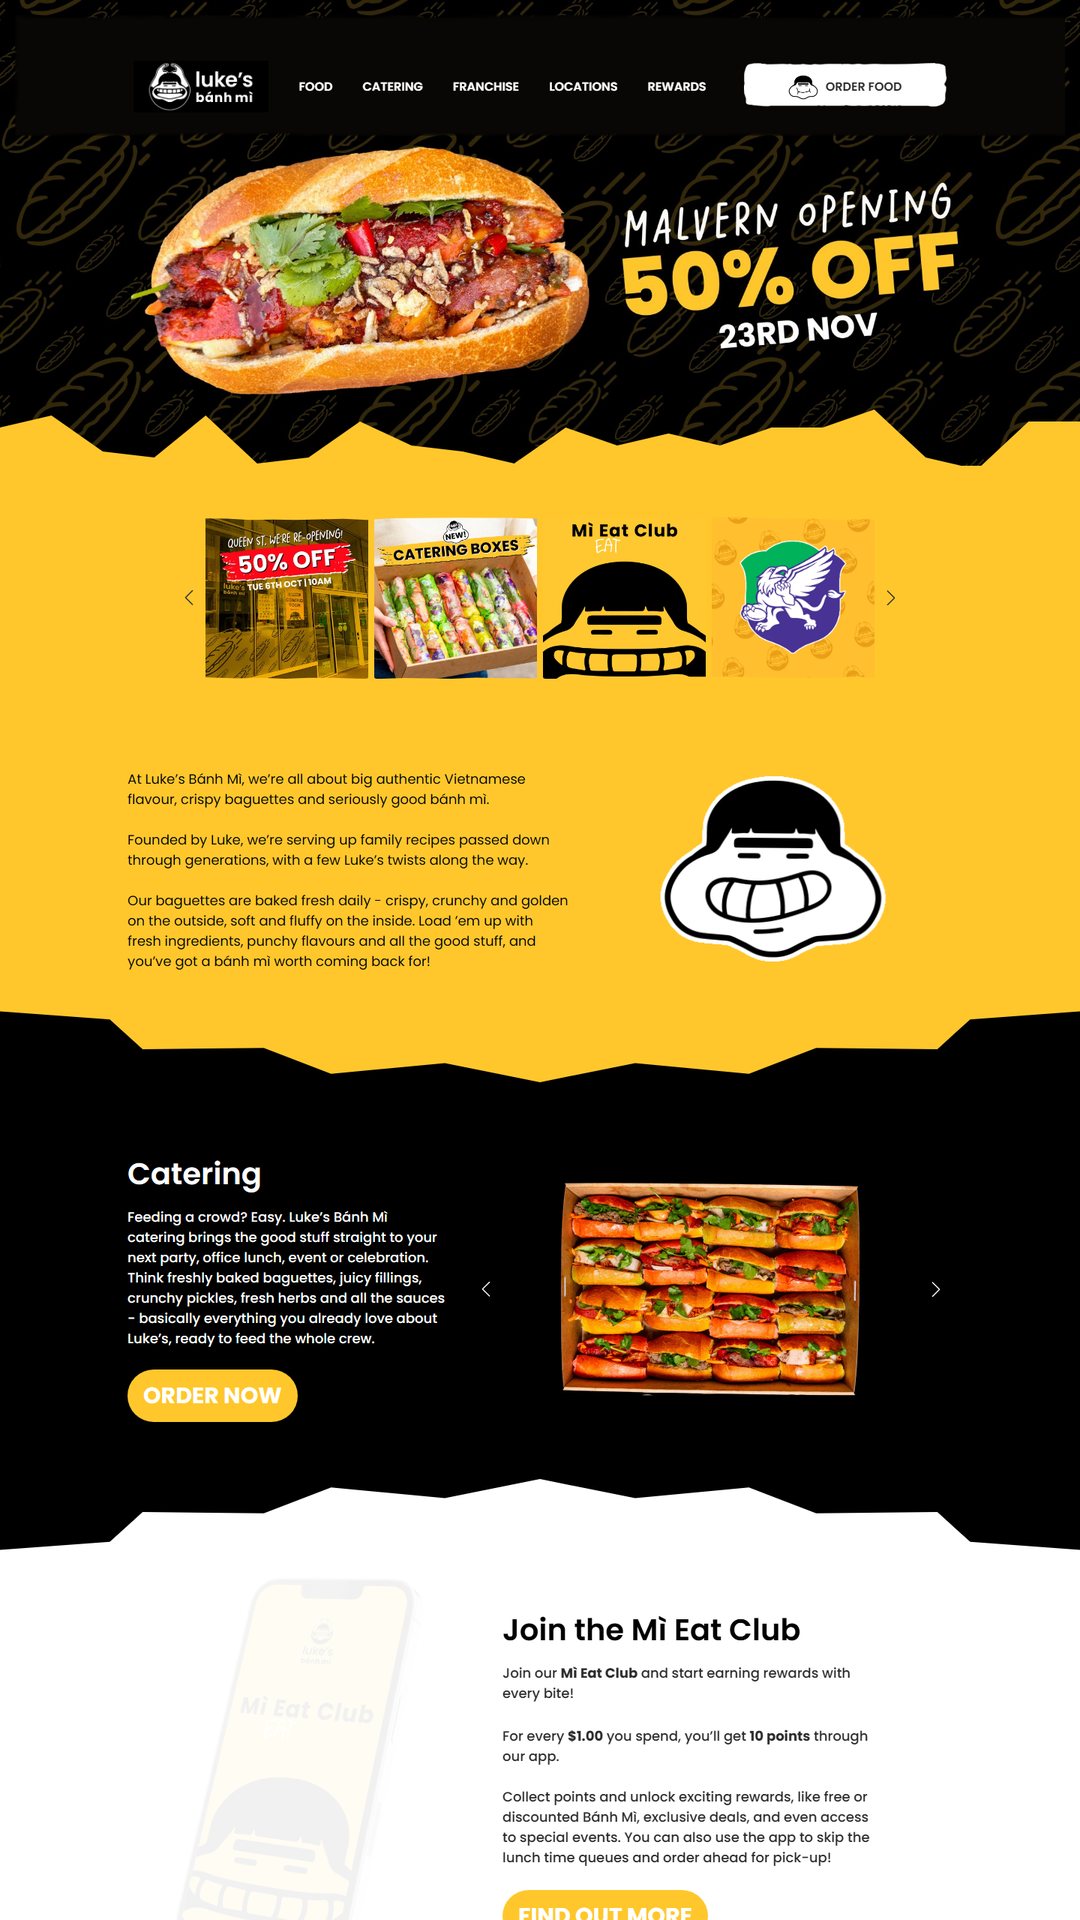 luke's
bánh mì
FOOD
CATERING
FRANCHISE
LOCATIONS
REWARDS
ORDER FOOD
MALVERN OPENING
50% OFF
23RD NOV
QUEEN ST, WE'RE RE-OPENING!
50% OFF
TUE 6TH OCT | 10AM
luke's
bánh mì
NEW!
CATERING BOXES
Mì Eat Club
EAT
At Luke’s Bánh Mì, we’re all about big authentic Vietnamese
flavour, crispy baguettes and seriously good bánh mì.
Founded by Luke, we’re serving up family recipes passed down
through generations, with a few Luke’s twists along the way.
Our baguettes are baked fresh daily - crispy, crunchy and golden
on the outside, soft and fluffy on the inside. Load ‘em up with
fresh ingredients, punchy flavours and all the good stuff, and
you’ve got a bánh mì worth coming back for!
Catering
Feeding a crowd? Easy. Luke’s Bánh Mì
catering brings the good stuff straight to your
next party, office lunch, event or celebration.
Think freshly baked baguettes, juicy fillings,
crunchy pickles, fresh herbs and all the sauces
- basically everything you already love about
Luke’s, ready to feed the whole crew.
ORDER NOW
luke's
bánh mì
Mì Eat Club
Join the Mì Eat Club
Join our Mì Eat Club and start earning rewards with
every bite!
For every $1.00 you spend, you’ll get 10 points through
our app.
Collect points and unlock exciting rewards, like free or
discounted Bánh Mì, exclusive deals, and even access
to special events. You can also use the app to skip the
lunch time queues and order ahead for pick-up!
FIND OUT MORE